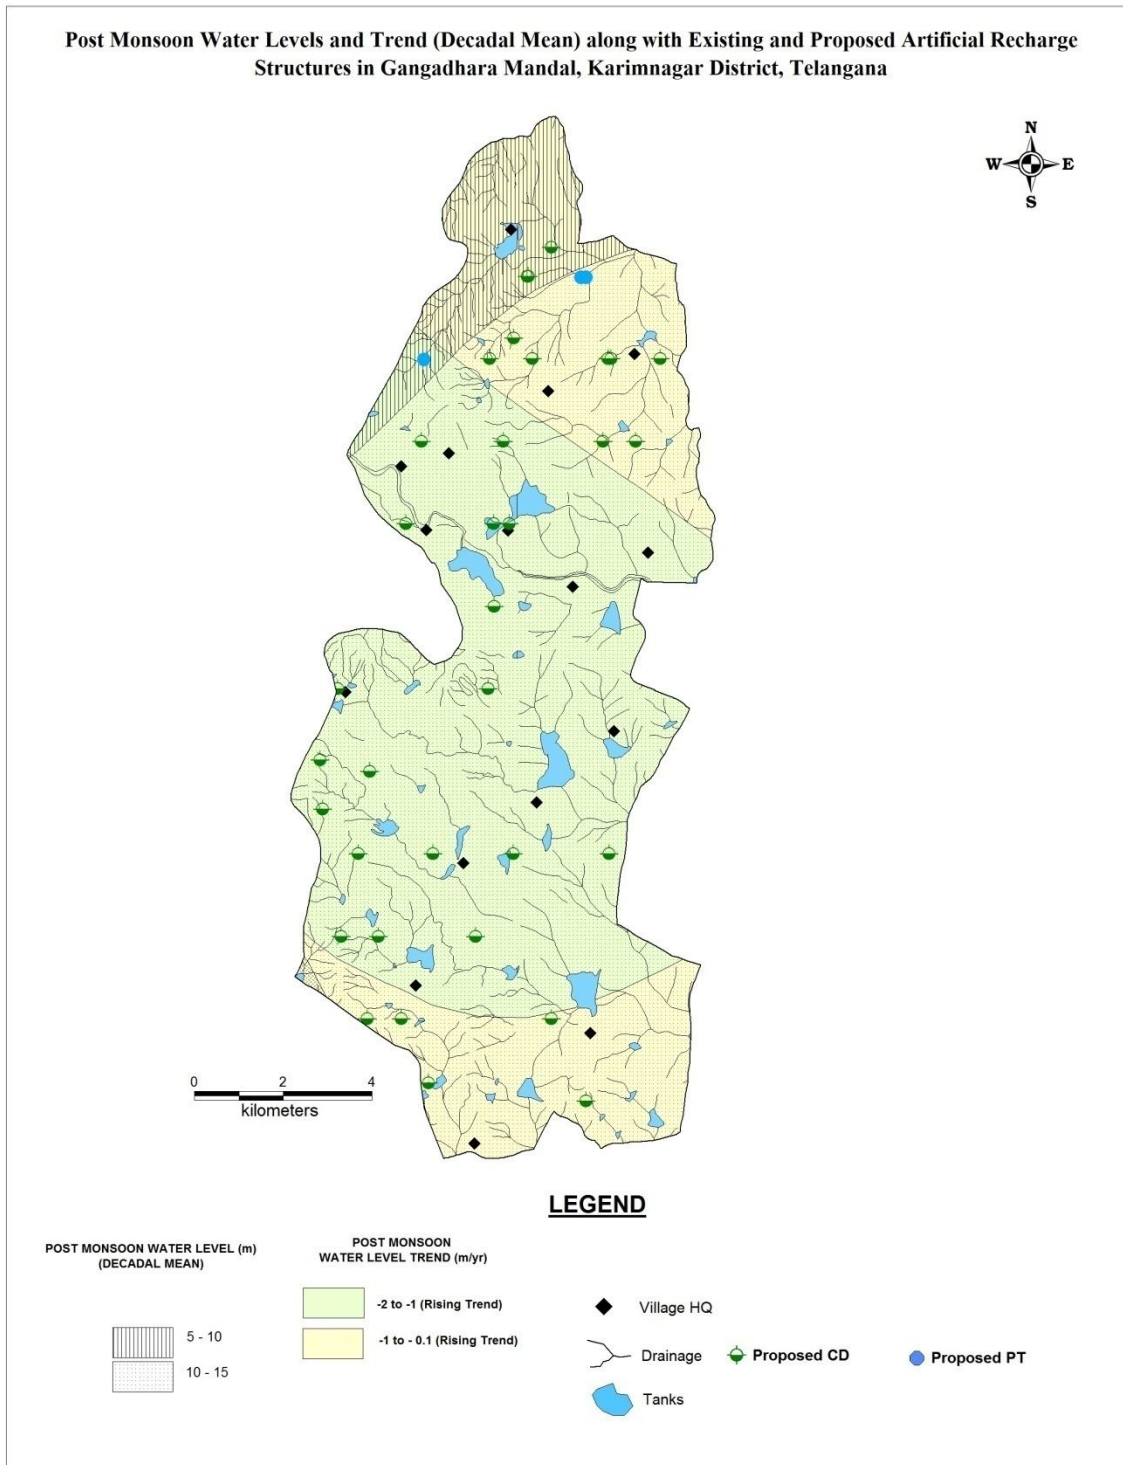 Post Monsoon Water Levels and Trend (Decadal Mean) along with Existing and Proposed Artificial Recharge
Structures in Gangadhara Mandal, Karimnagar District, Telangana
N
W E
S
0 2 4
kilometers
LEGEND
POST MONSOON WATER LEVEL (m)
(DECADAL MEAN)
5 - 10
10 - 15
POST MONSOON
WATER LEVEL TREND (m/yr)
-2 to -1 (Rising Trend)
-1 to - 0.1 (Rising Trend)
Village HQ
Drainage
Proposed CD
Proposed PT
Tanks